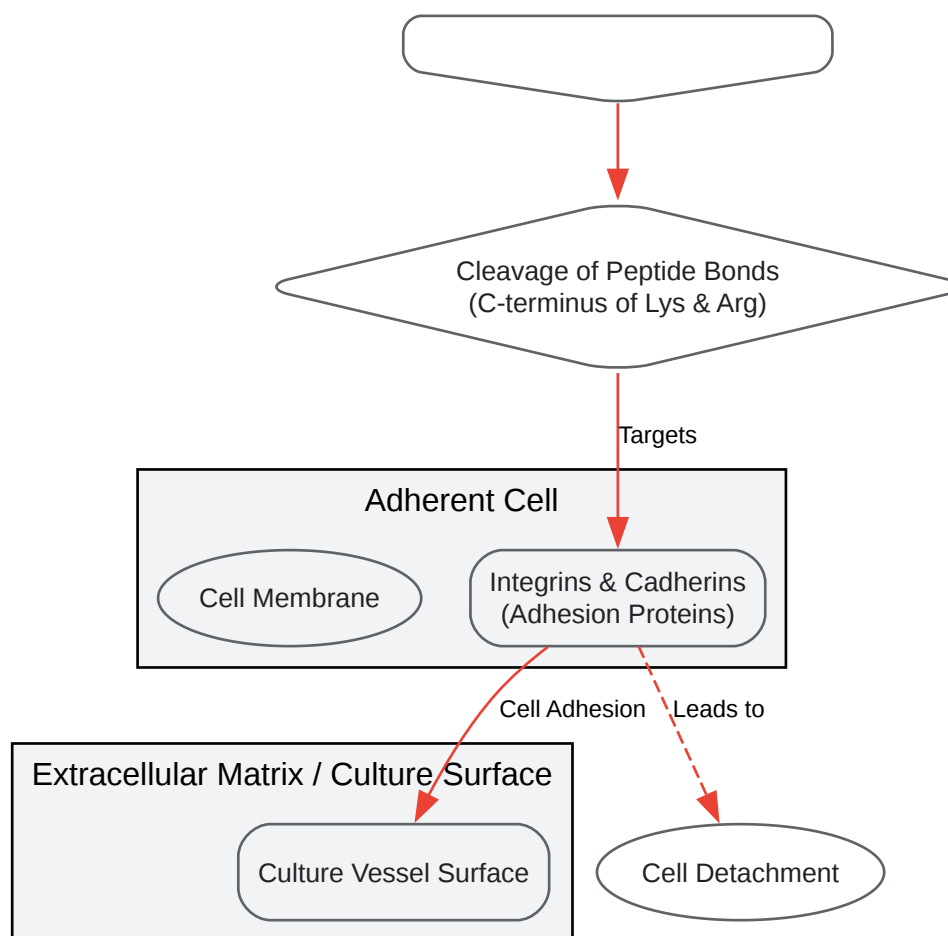 Cleavage of Peptide Bonds
(C-terminus of Lys & Arg)
Targets
Adherent Cell
Cell Membrane
Integrins & Cadherins
(Adhesion Proteins)
Cell Adhesion
Leads to
Extracellular Matrix / Culture Surface
Culture Vessel Surface
Cell Detachment